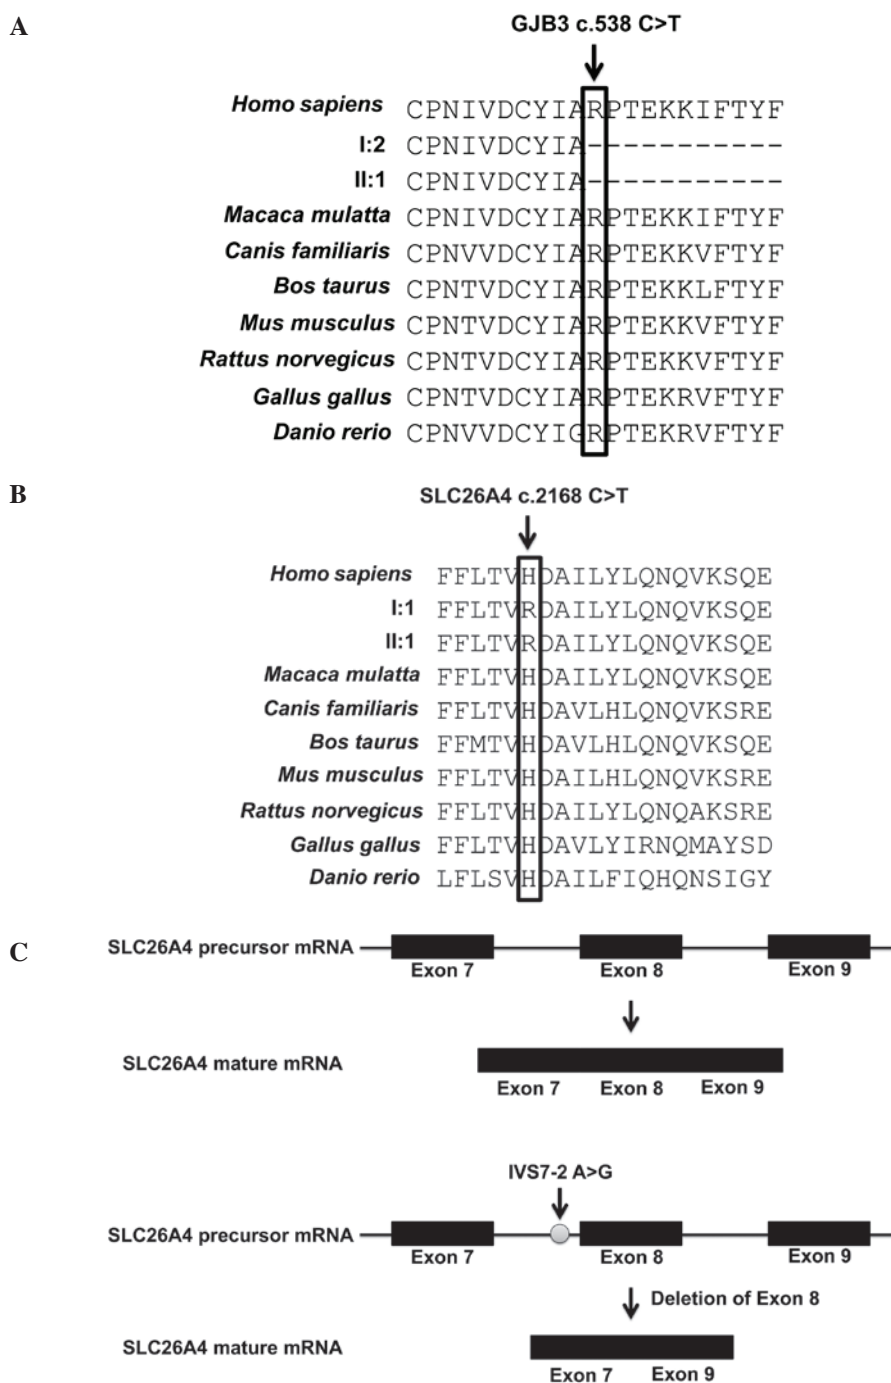 A
GJB3 c.538 C>T
Homo sapiens CPNIVDCYIARPTEKKIFTYF
I:2 CPNIVDCYIA-----------
II:1 CPNIVDCYIA-----------
Macaca mulatta CPNIVDCYIARPTEKKIFTYF
Canis familiaris CPNVVDCYIARPTEKKVFTYF
Bos taurus CPNTVDCYIARPTEKKLFTYF
Mus musculus CPNTVDCYIARPTEKKVFTYF
Rattus norvegicus CPNTVDCYIARPTEKKVFTYF
Gallus gallus CPNTVDCYIARPTEKRVFTYF
Danio rerio CPNVVDCYIGRPTEKRVFTYF
B
SLC26A4 c.2168 C>T
Homo sapiens FFLTVHDAILYLQNQVKSQE
I:1 FFLTVRDAILYLQNQVKSQE
II:1 FFLTVRDAILYLQNQVKSQE
Macaca mulatta FFLTVHDAILYLQNQVKSQE
Canis familiaris FFLTVHDAVLHLQNQVKSRE
Bos taurus FFMTVHDAVLHLQNQVKSQE
Mus musculus FFLTVHDAILHLQNQVKSRE
Rattus norvegicus FFLTVHDAILYLQNQAKSRE
Gallus gallus FFLTVHDAVLYIRNQMAYSD
Danio rerio LFLSVHDAILFIQHQNSIGY
C
SLC26A4 precursor mRNA
Exon 7 Exon 8 Exon 9
SLC26A4 mature mRNA
Exon 7 Exon 8 Exon 9
IVS7-2 A>G
SLC26A4 precursor mRNA
Exon 7 Exon 8 Exon 9
Deletion of Exon 8
SLC26A4 mature mRNA
Exon 7 Exon 9